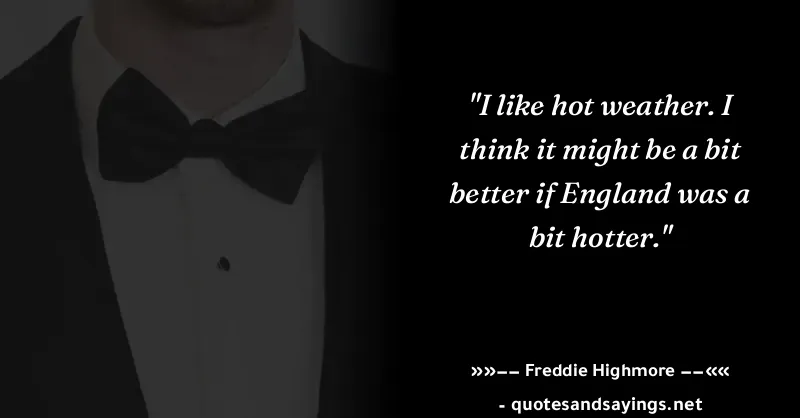 "I like hot weather. I
think it might be a bit
better if England was a
bit hotter."
»»−− Freddie Highmore −−««
- quotesandsayings.net